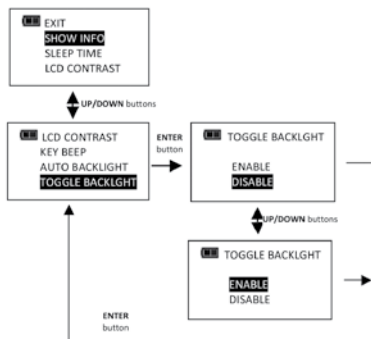 EXIT
SHOW INFO
SLEEP TIME
LCD CONTRAST
UP/DOWN buttons
LCD CONTRAST
KEY BEEP
AUTO BACKLIGHT
TOGGLE BACKLGHT
ENTER
button
TOGGLE BACKLGHT
ENABLE
DISABLE
UP/DOWN buttons
TOGGLE BACKLGHT
ENABLE
DISABLE
ENTER
button